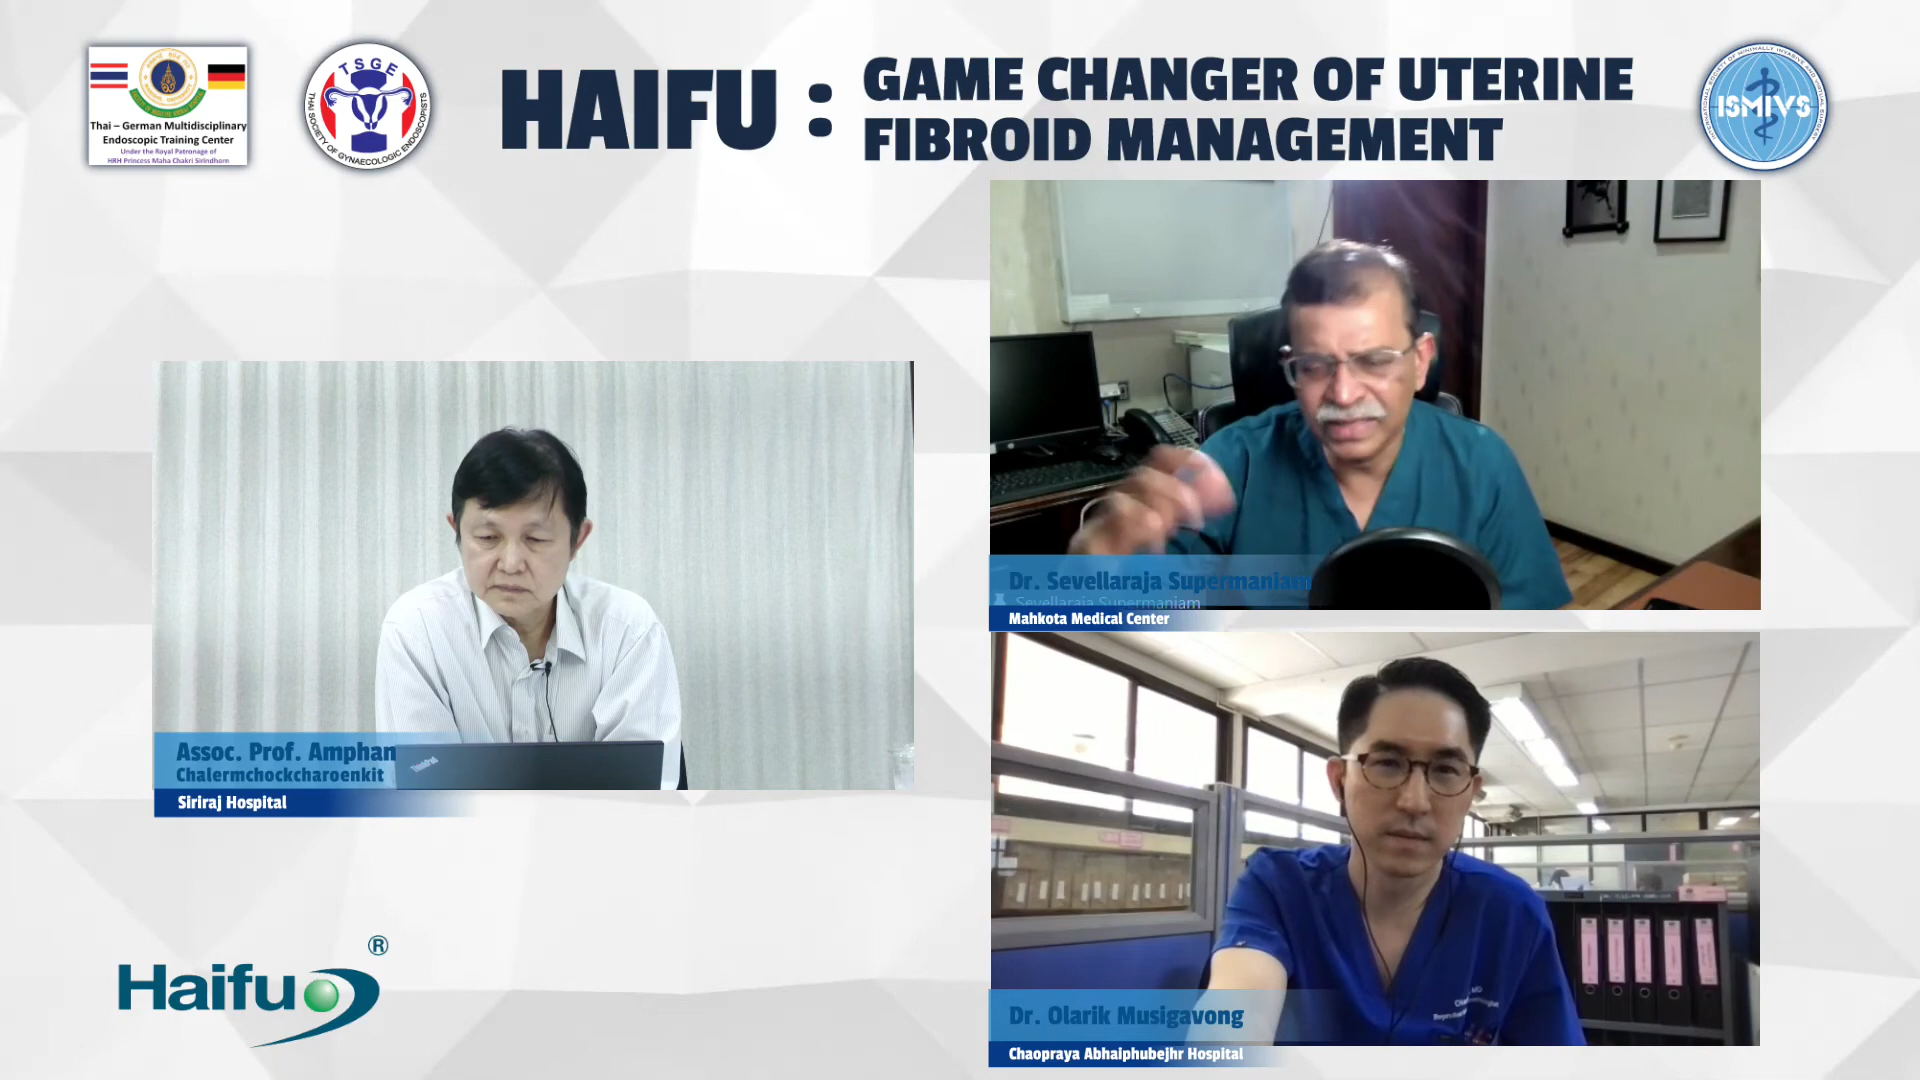 Thai – German Multidisciplinary
Endoscopic Training Center
Under the Royal Patronage of
HRH Princess Maha Chakri Sirindhorn
TSGE
THAI SOCIETY OF GYNAECOLOGIC ENDOSCOPISTS
HAIFU :
GAME CHANGER OF UTERINE
FIBROID MANAGEMENT
ISMIVS
Dr. Sevellaraja Supermaniam
Sevellaraja Supermaniam
Mahkota Medical Center
Assoc. Prof. Amphan
Chalermchockcharoenkit
ThinkPad
Siriraj Hospital
Dr. Olarik Musigavong
Chaopraya Abhaiphubejhr Hospital
Haifu®